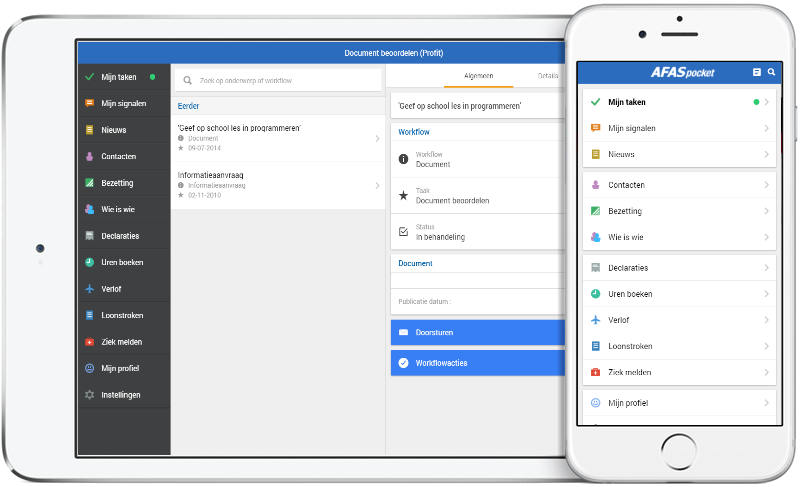 Document beoordelen (Profit)
Mijn taken
Mijn signalen
Nieuws
Contacten
Bezetting
Wie is wie
Declaraties
Uren boeken
Verlof
Loonstroken
Ziek melden
Mijn profiel
Instellingen
Zoek op onderwerp of workflow
Eerder
'Geef op school les in programmeren'
Document
09-07-2014
Informatieaanvraag
Informatieaanvraag
02-11-2010
Algemeen
Details
'Geef op school les in programmeren'
Workflow
Workflow
Document
Taak
Document beoordelen
Status
In behandeling
Document
Publicatie datum :
Doorsturen
Workflowacties
AFAS pocket
Mijn taken
Mijn signalen
Nieuws
Contacten
Bezetting
Wie is wie
Declaraties
Uren boeken
Verlof
Loonstroken
Ziek melden
Mijn profiel